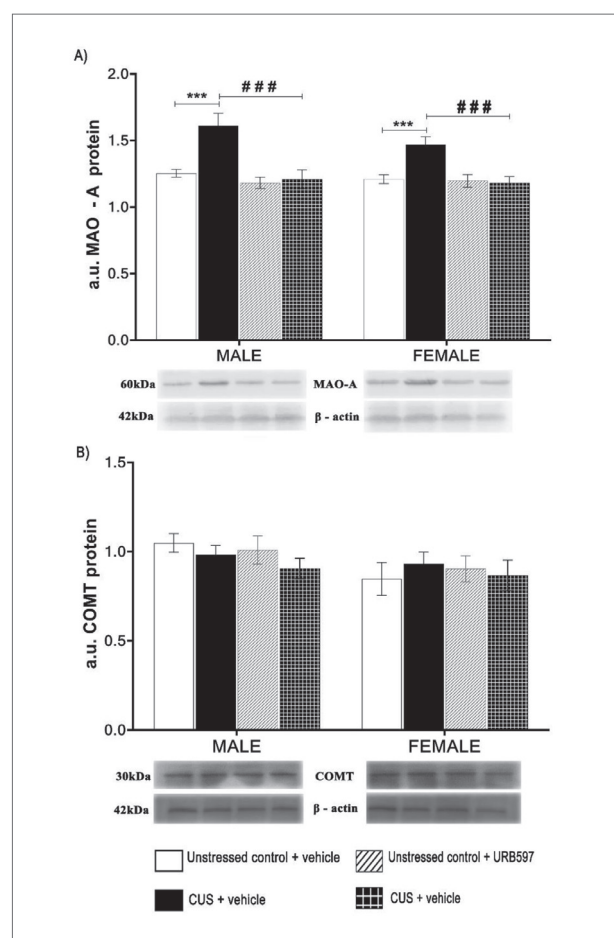 A)
2.0
1.5
1.0
0.5
0.0
a.u. MAO - A protein
***
# # #
***
# # #
MALE
FEMALE
60kDa
MAO-A
42kDa
β - actin
B)
1.5
1.0
0.5
0.0
a.u. COMT protein
MALE
FEMALE
30kDa
COMT
42kDa
β - actin
Unstressed control + vehicle
Unstressed control + URB597
CUS + vehicle
CUS + vehicle